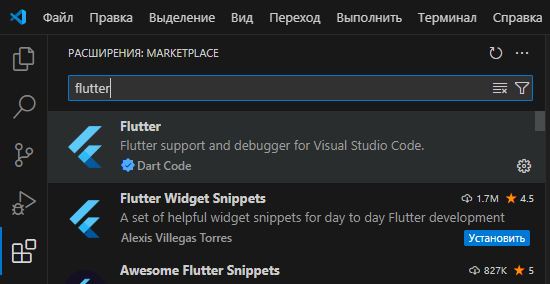 Файл Правка Выделение Вид Переход Выполнить Терминал Справка
РАСШИРЕНИЯ: MARKETPLACE
flutter
Flutter
Flutter support and debugger for Visual Studio Code.
Dart Code
Flutter Widget Snippets 1.7M 4.5
A set of helpful widget snippets for day to day Flutter development
Alexis Villegas Torres Установить
Awesome Flutter Snippets 827K 5